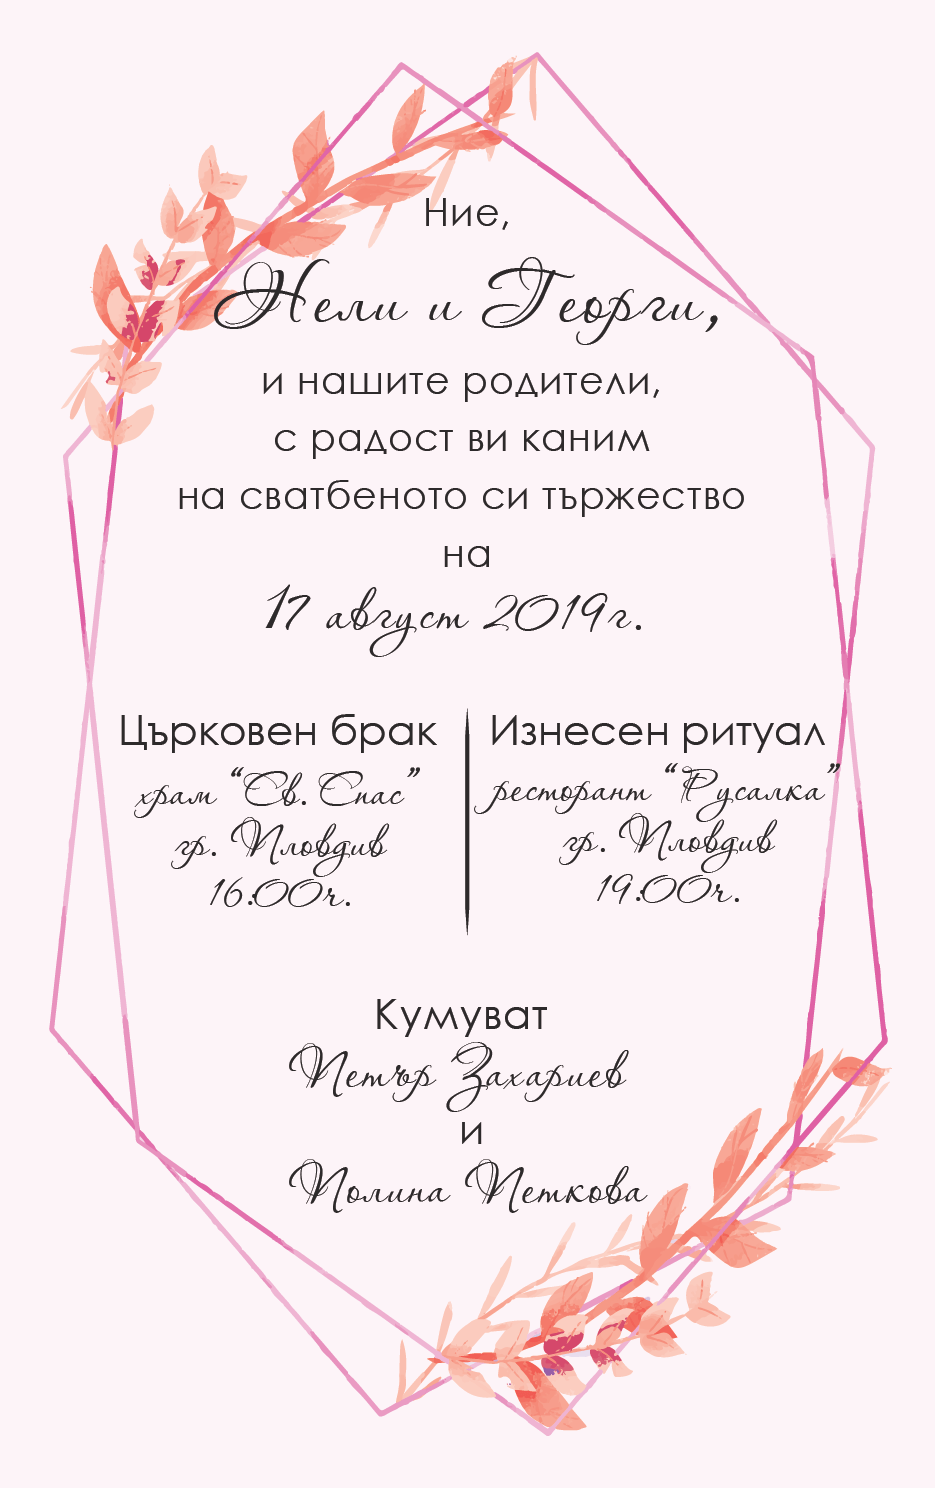 Ние,
Нели и Георги,
и нашите родители,
с радост ви каним
на сватбеното си тържество
на
17 август 2019г.
Църковен брак
храм “Св. Спас”
гр. Пловдив
16:00ч.
Изнесен ритуал
ресторант “Русалка”
гр. Пловдив
19:00ч.
Кумуват
Петър Захариев
и
Полина Петкова